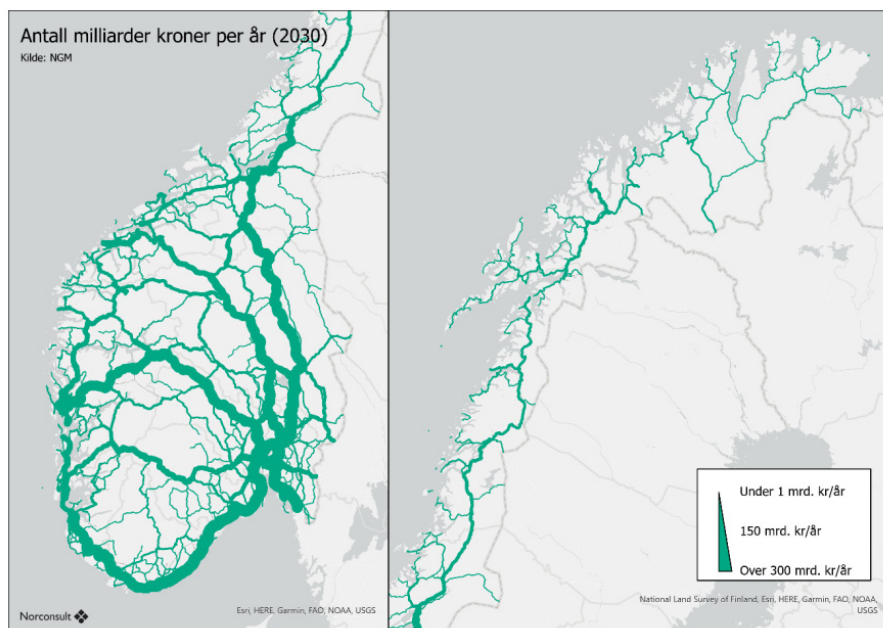 Antall milliarder kroner per år (2030)
Kilde: NGM
Under 1 mrd. kr/år
150 mrd. kr/år
Over 300 mrd. kr/år
Norconsult
Esri, HERE, Garmin, FAO, NOAA, USGS
National Land Survey of Finland, Esri, HERE, Garmin, FAO, NOAA,
USGS